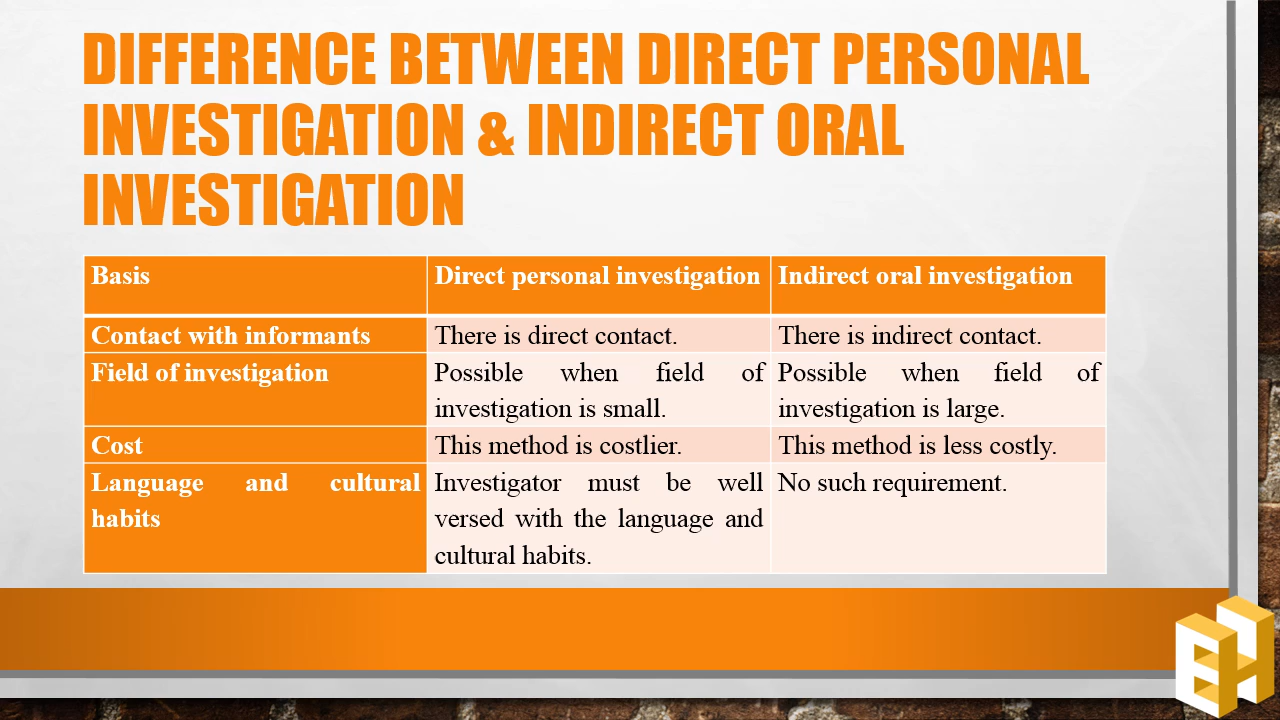 DIFFERENCE BETWEEN DIRECT PERSONAL
INVESTIGATION & INDIRECT ORAL
INVESTIGATION
Basis
Direct personal investigation
Indirect oral investigation
Contact with informants
There is direct contact.
There is indirect contact.
Field of investigation
Possible when field of
investigation is small.
Possible when field of
investigation is large.
Cost
This method is costlier.
This method is less costly.
Language and cultural
habits
Investigator must be well
versed with the language and
cultural habits.
No such requirement.
EH